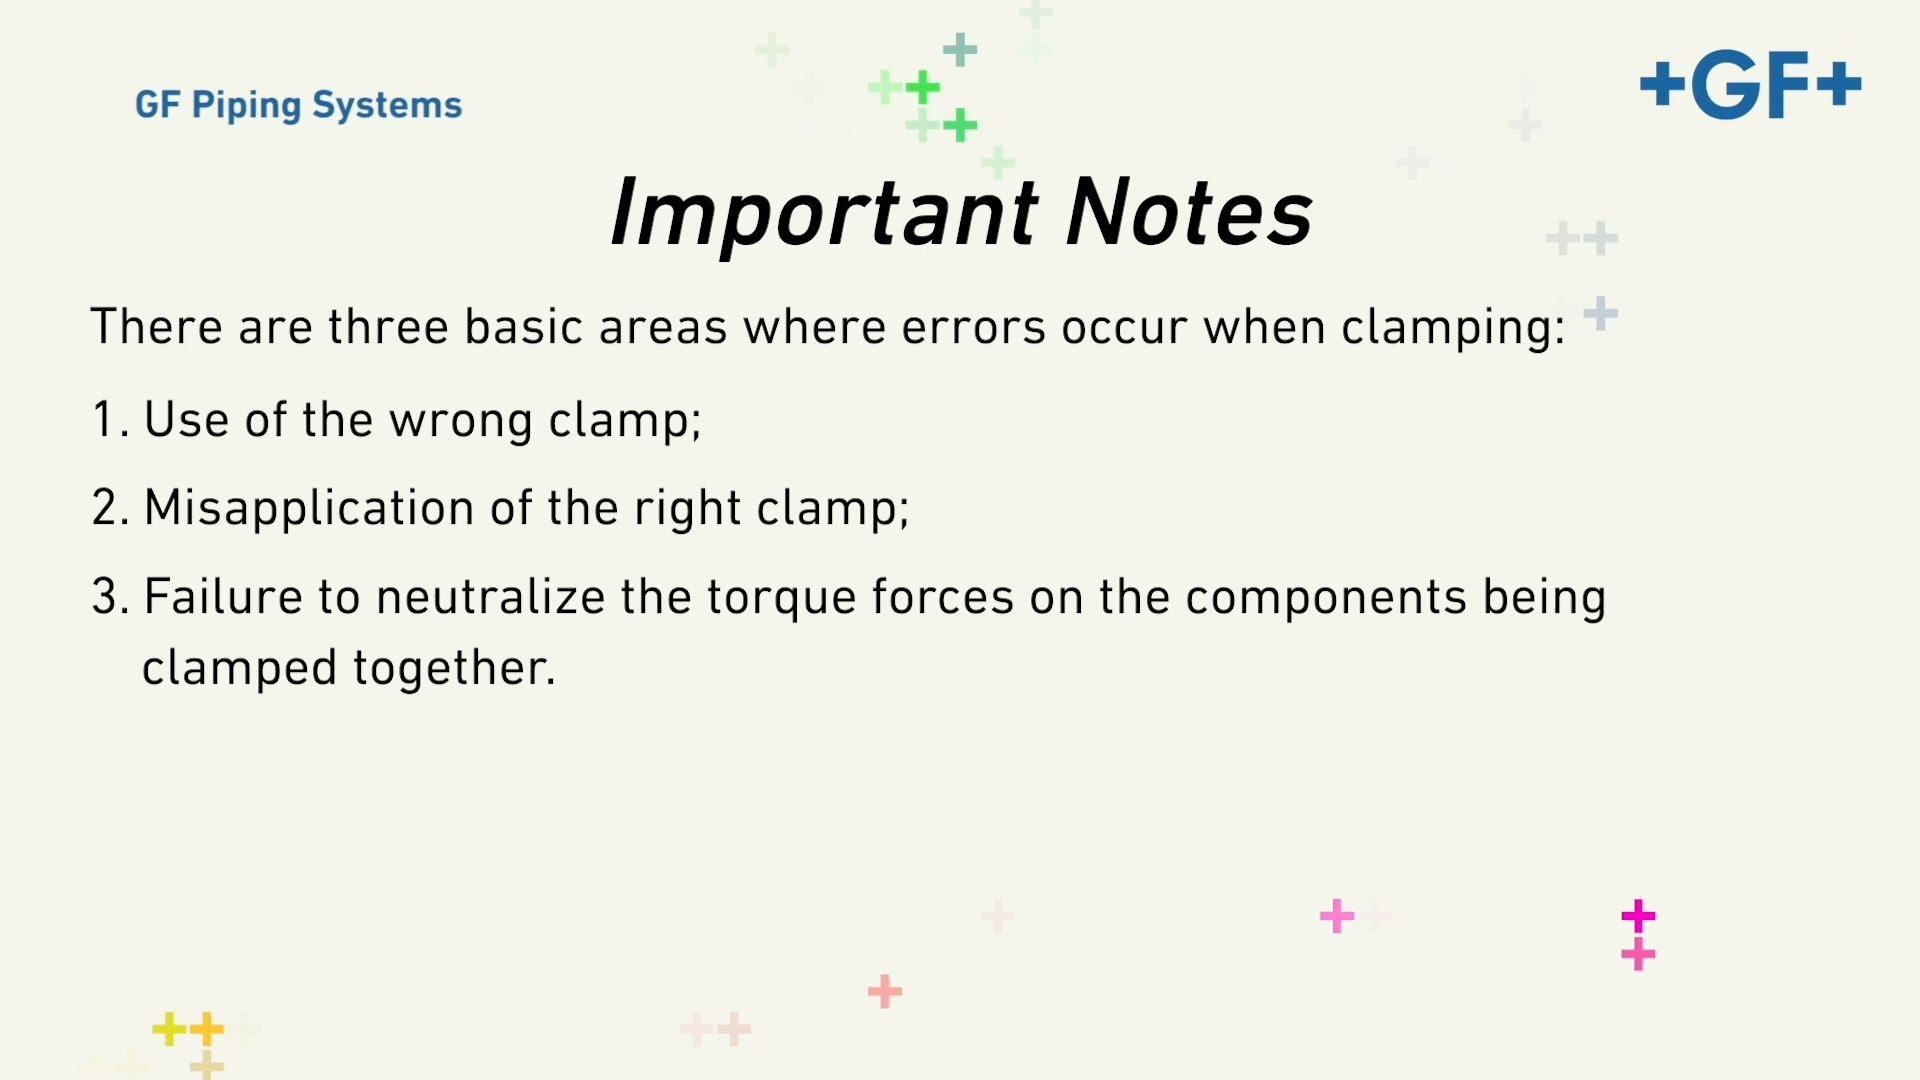 GF Piping Systems
+GF+
Important Notes
There are three basic areas where errors occur when clamping:
1. Use of the wrong clamp;
2. Misapplication of the right clamp;
3. Failure to neutralize the torque forces on the components being
clamped together.